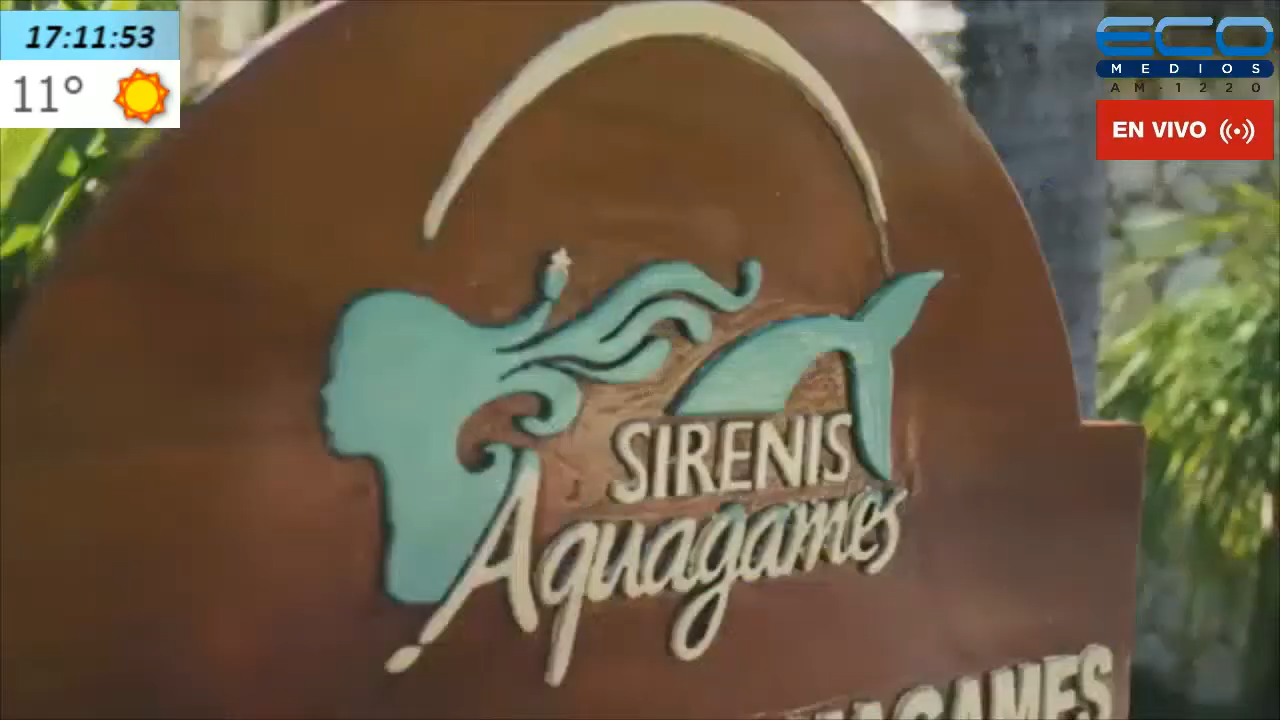 17:11:53
11°
ECO
MEDIOS
AM-1220
EN VIVO
SIRENIS
Aquagames